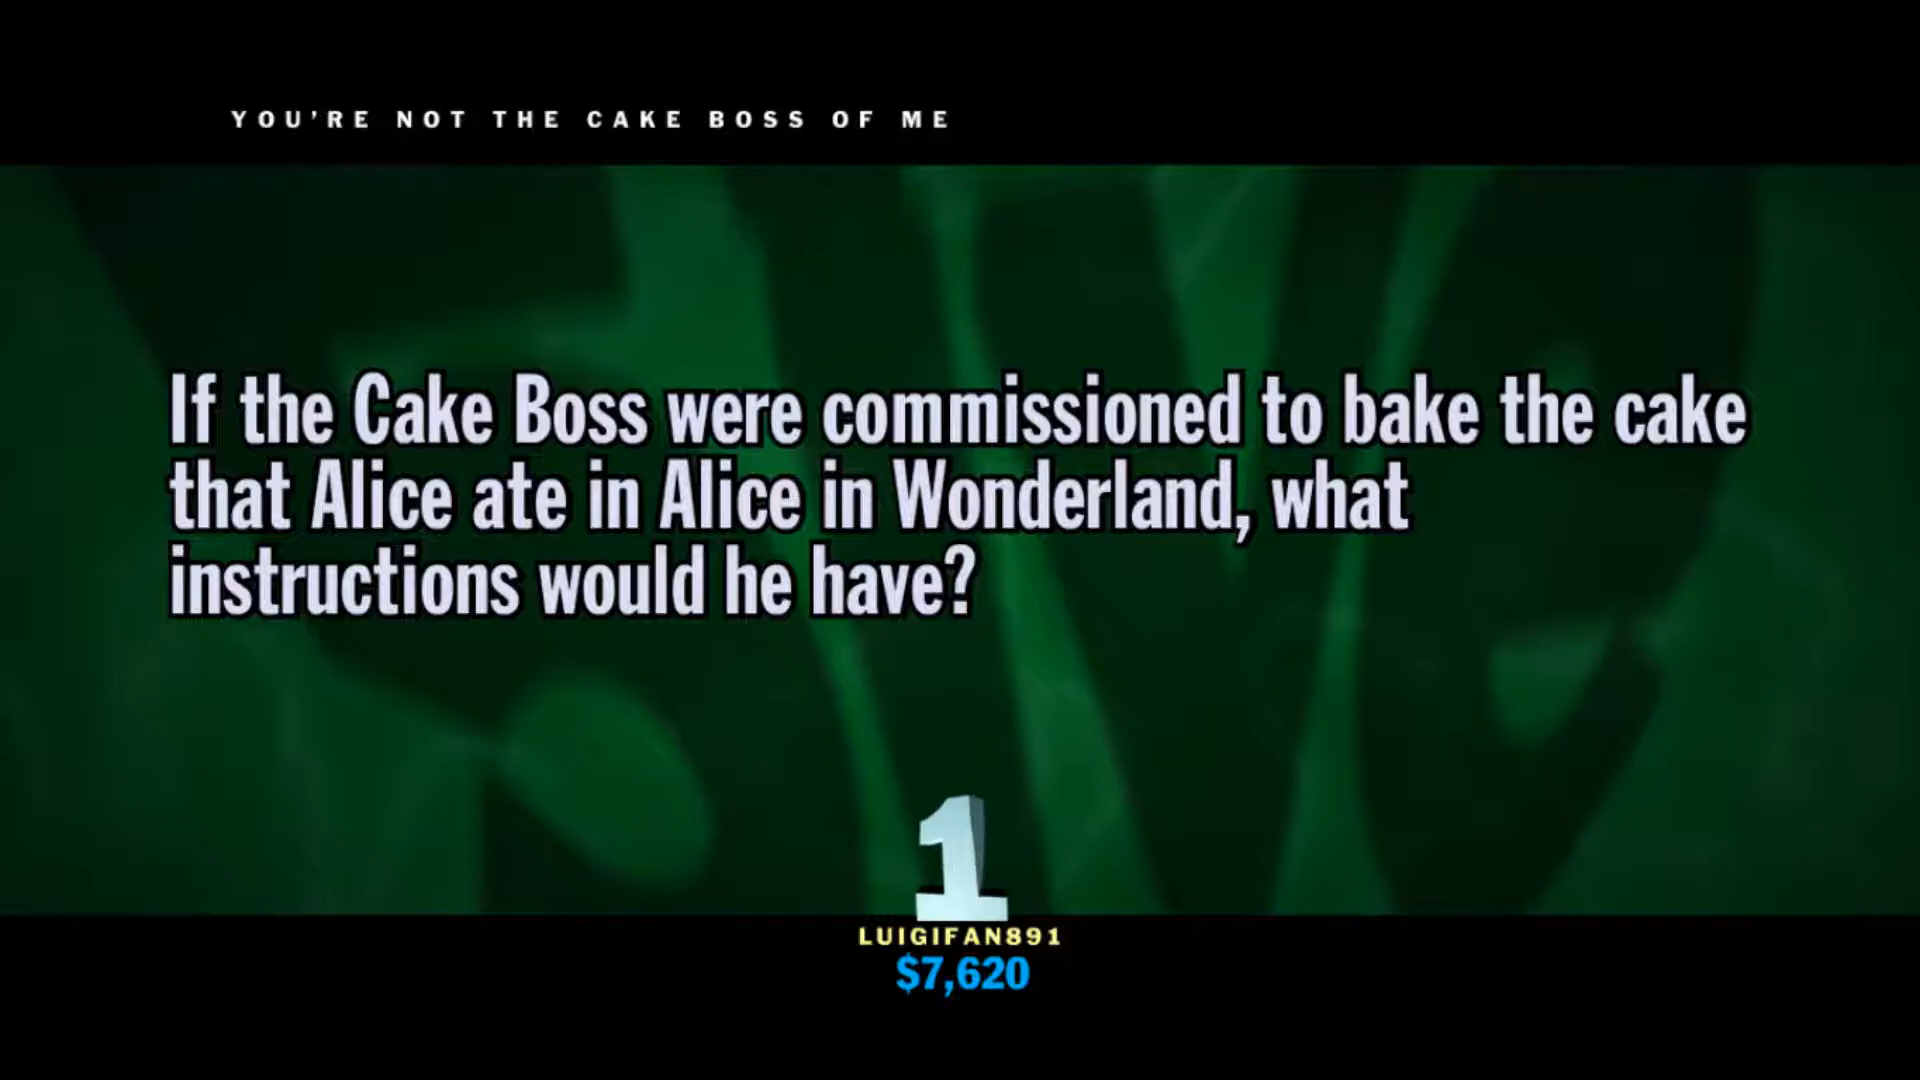 YOU'RE NOT THE CAKE BOSS OF ME
If the Cake Boss were commissioned to bake the cake
that Alice ate in Alice in Wonderland, what
instructions would he have?
1
LUIGIFAN891
$7,620